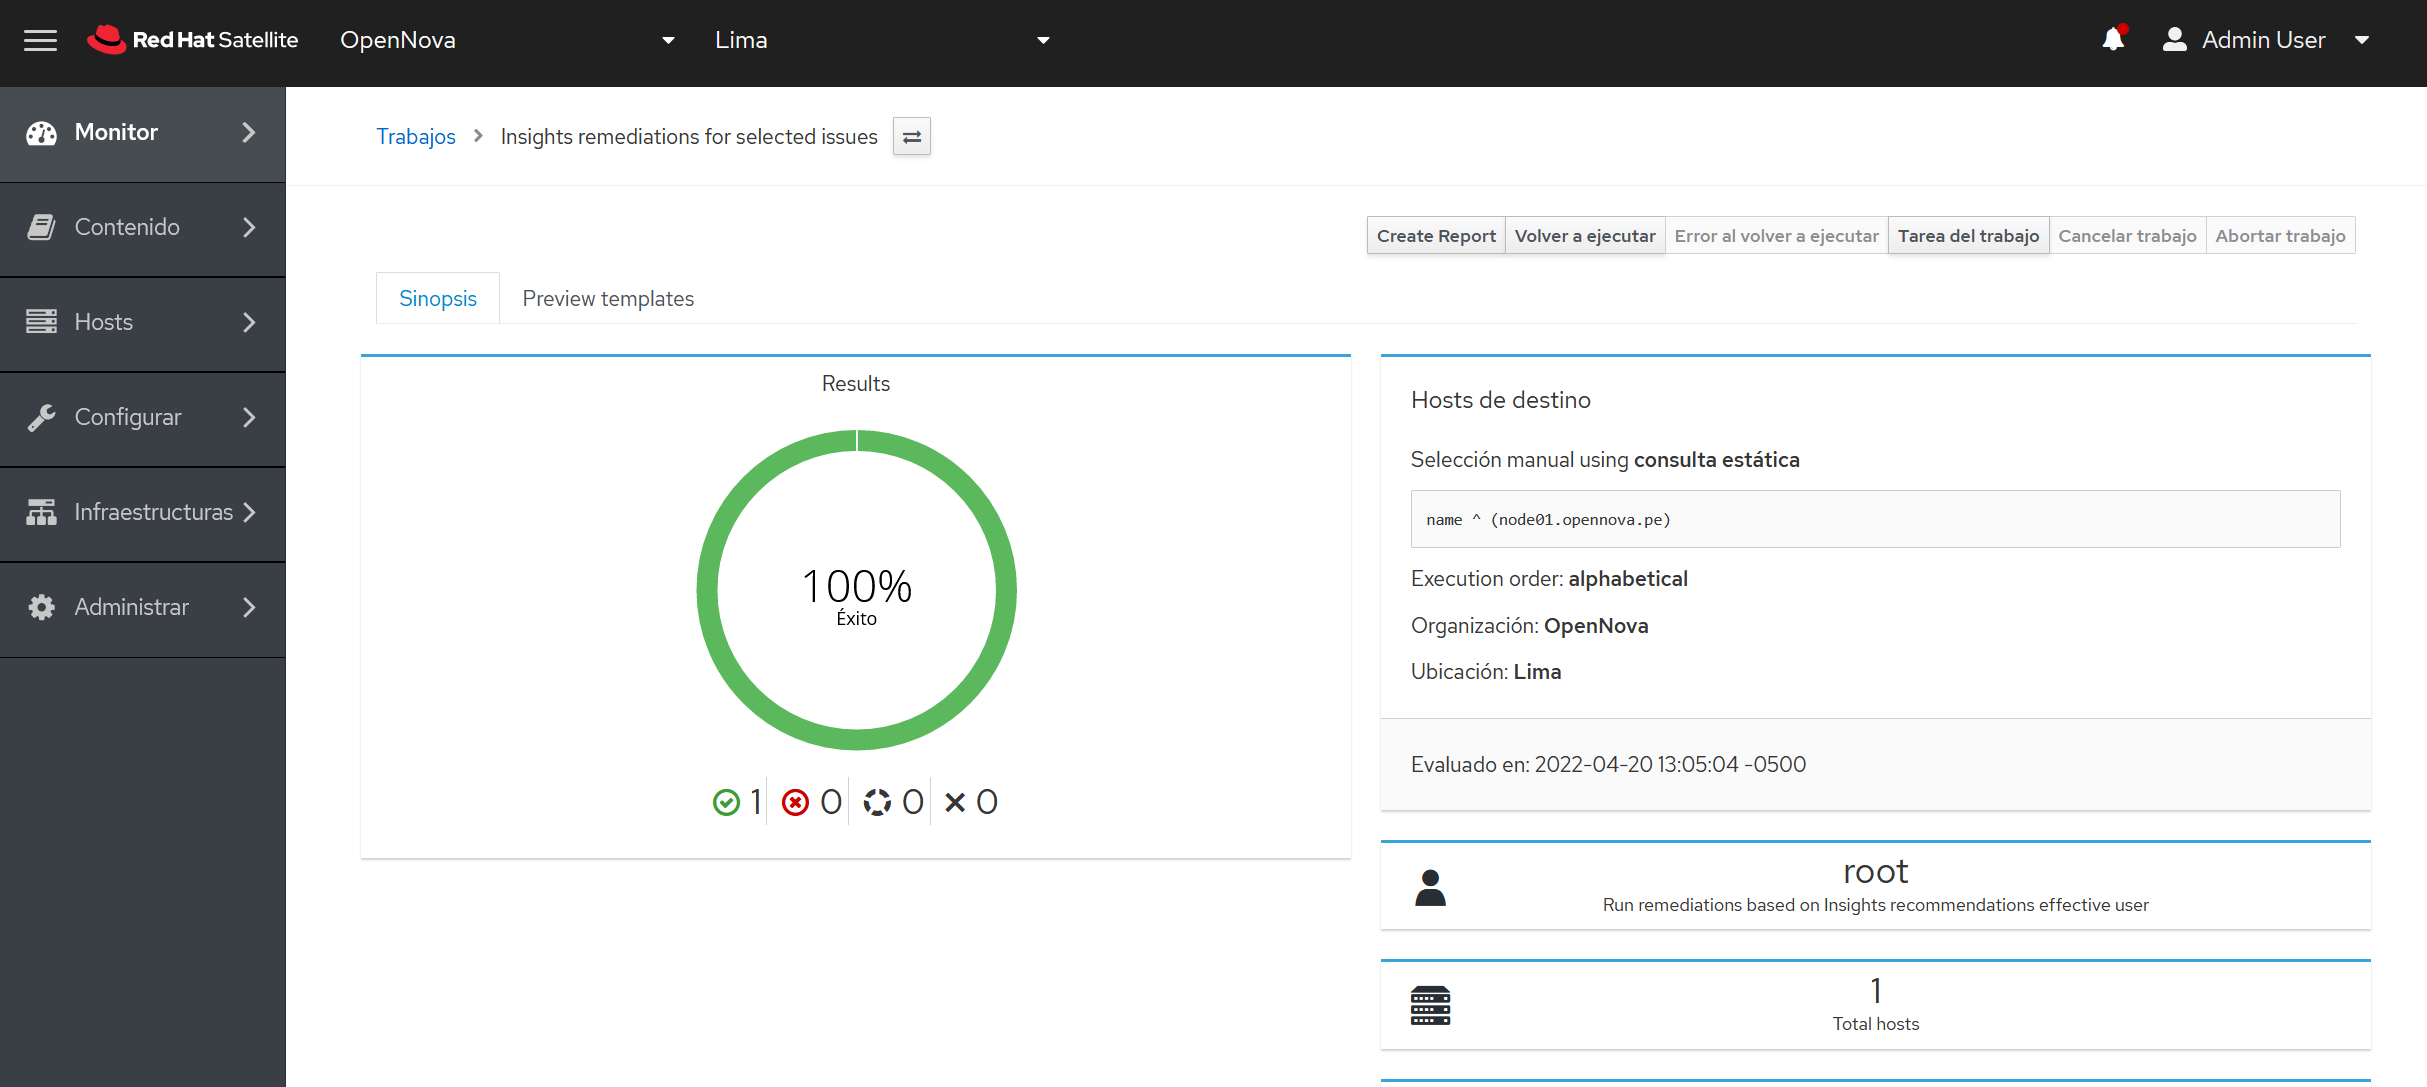 Red Hat Satellite
OpenNova
Lima
Admin User
Monitor
Contenido
Hosts
Configurar
Infraestructuras
Administrar
Trabajos
Insights remediations for selected issues
Create Report
Volver a ejecutar
Error al volver a ejecutar
Tarea del trabajo
Cancelar trabajo
Abortar trabajo
Sinopsis
Preview templates
Results
100%
Éxito
1
0
0
0
Hosts de destino
Selección manual using consulta estática
name ^ (node01.opennova.pe)
Execution order: alphabetical
Organización: OpenNova
Ubicación: Lima
Evaluado en: 2022-04-20 13:05:04 -0500
root
Run remediations based on Insights recommendations effective user
1
Total hosts